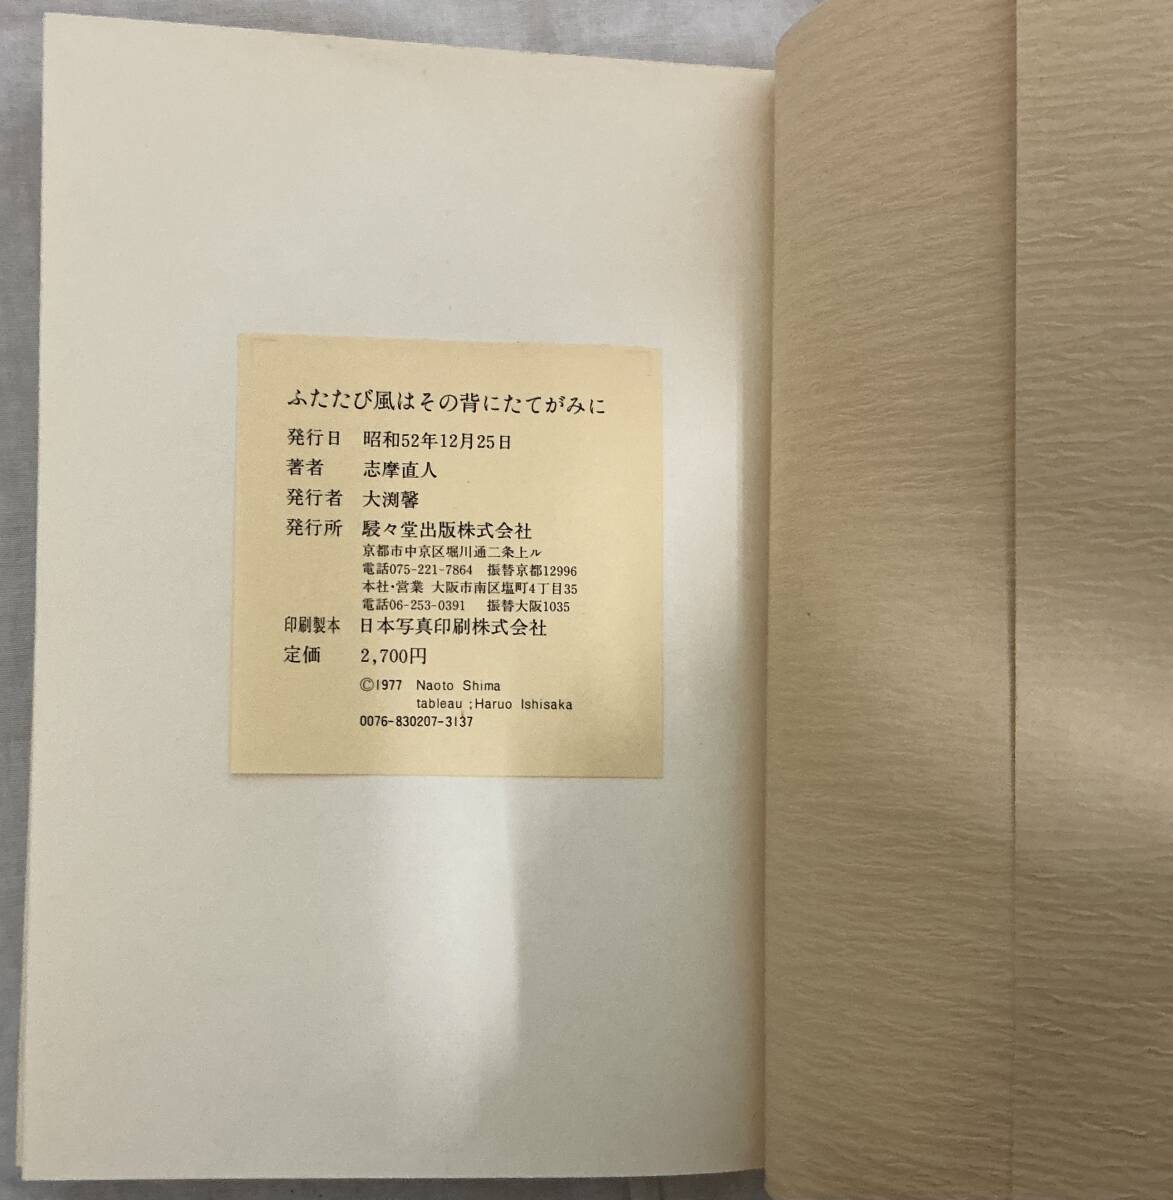 ふたたび風はその背にたてがみに
発行日 昭和52年12月25日
著者 志摩直人
発行者 大渕馨
発行所 駸々堂出版株式会社
京都市中京区堀川通二条上ル
電話075-221-7864 振替京都12996
本社・営業 大阪市南区塩町4丁目35
電話06-253-0391 振替大阪1035
印刷製本 日本写真印刷株式会社
定価 2,700円
©1977 Naoto Shima
tableau ; Haruo Ishisaka
0076-830207-3137